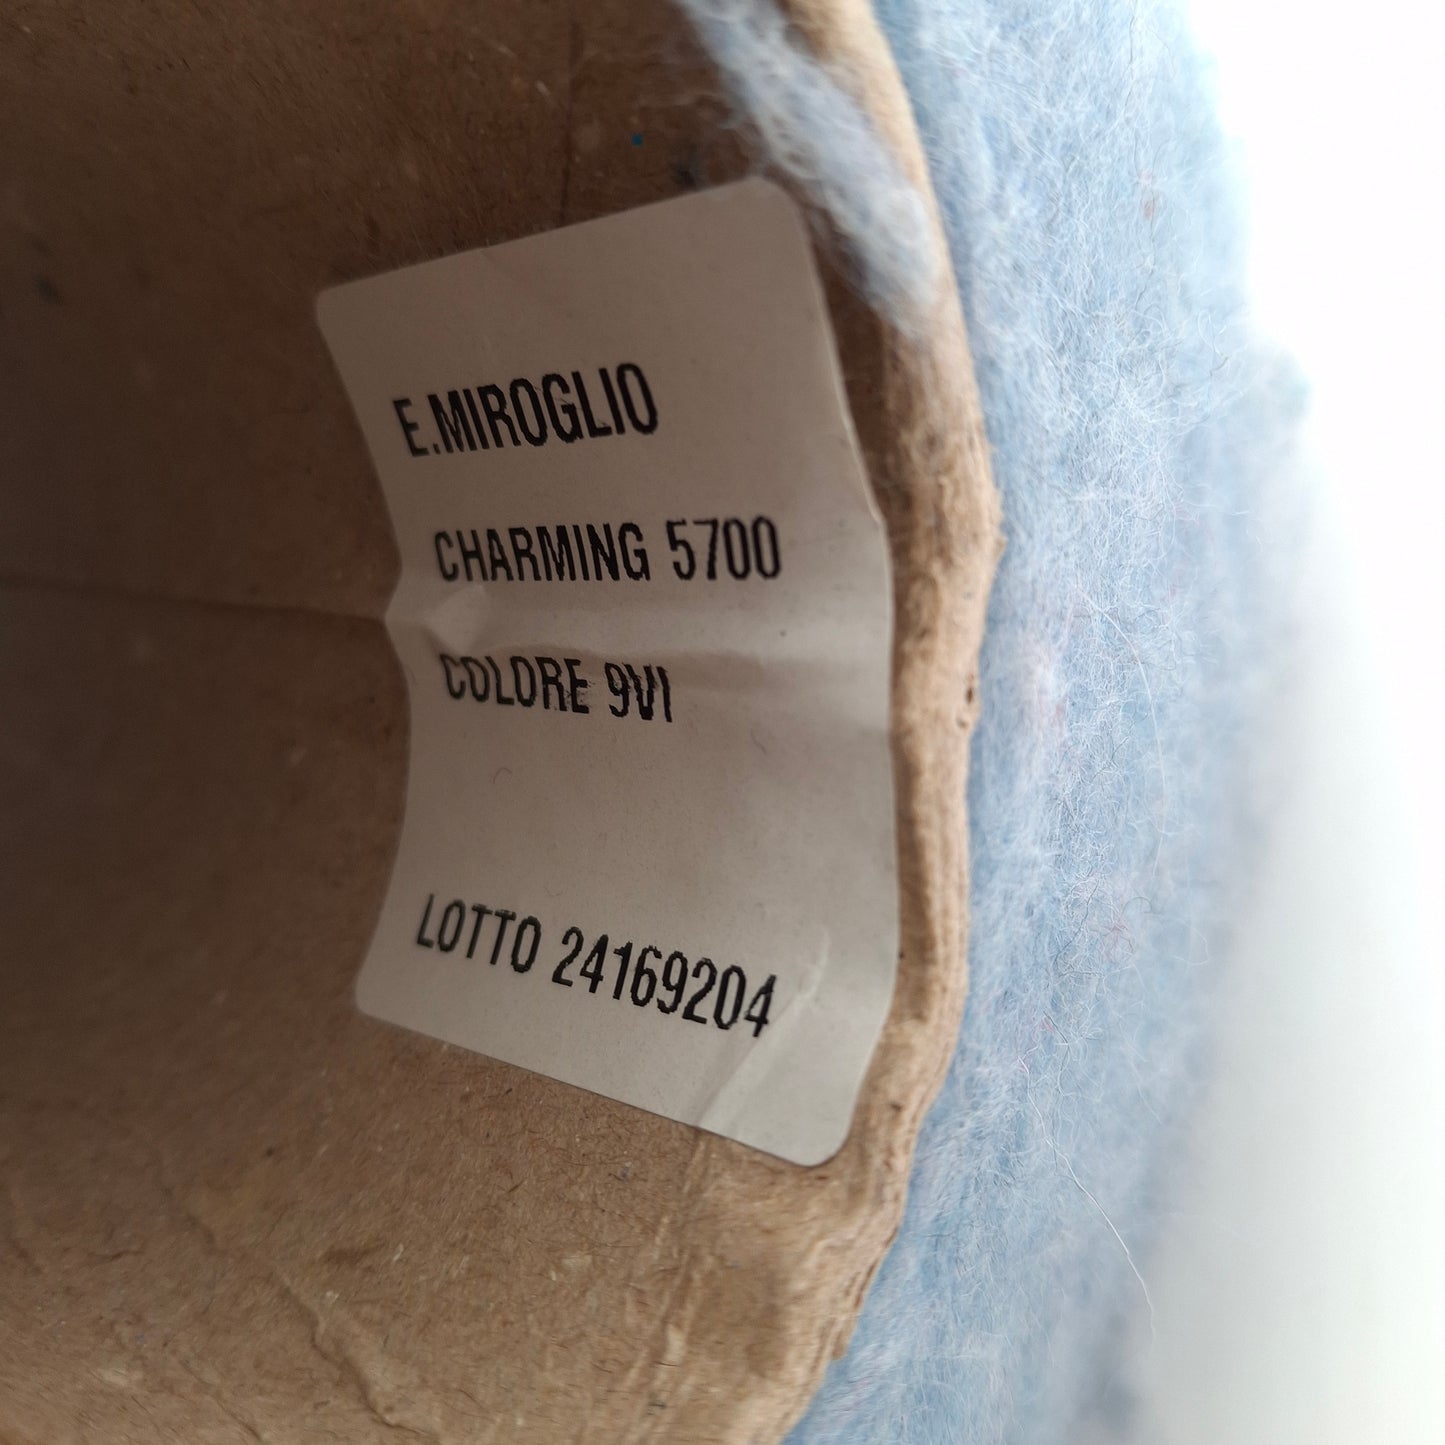 E.MIROGLIO
CHARMING 5700
COLORE 9VI
LOTTO 24169204